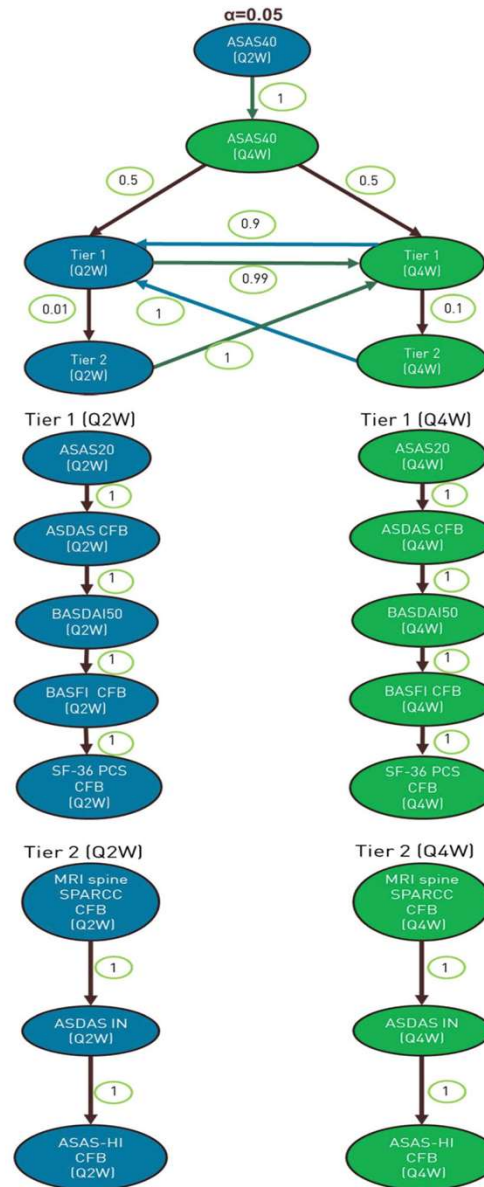 α=0.05
ASAS40
(Q2W)
1
ASAS40
(Q4W)
0.5
0.5
0.9
Tier 1
(Q2W)
Tier 1
(Q4W)
0.99
0.01
1
0.1
Tier 2
(Q2W)
1
Tier 2
(Q4W)
Tier 1 (Q2W)
ASAS20
(Q2W)
1
ASDAS CFB
(Q2W)
1
BASDAI50
(Q2W)
1
BASFI CFB
(Q2W)
1
SF-36 PCS
CFB
(Q2W)
Tier 1 (Q4W)
ASAS20
(Q4W)
1
ASDAS CFB
(Q4W)
1
BASDAI50
(Q4W)
1
BASFI CFB
(Q4W)
1
SF-36 PCS
CFB
(Q4W)
Tier 2 (Q2W)
MRI spine
SPARCC
CFB
(Q2W)
1
ASDAS IN
(Q2W)
1
ASAS-HI
CFB
(Q2W)
Tier 2 (Q4W)
MRI spine
SPARCC
CFB
(Q4W)
1
ASDAS IN
(Q4W)
1
ASAS-HI
CFB
(Q4W)